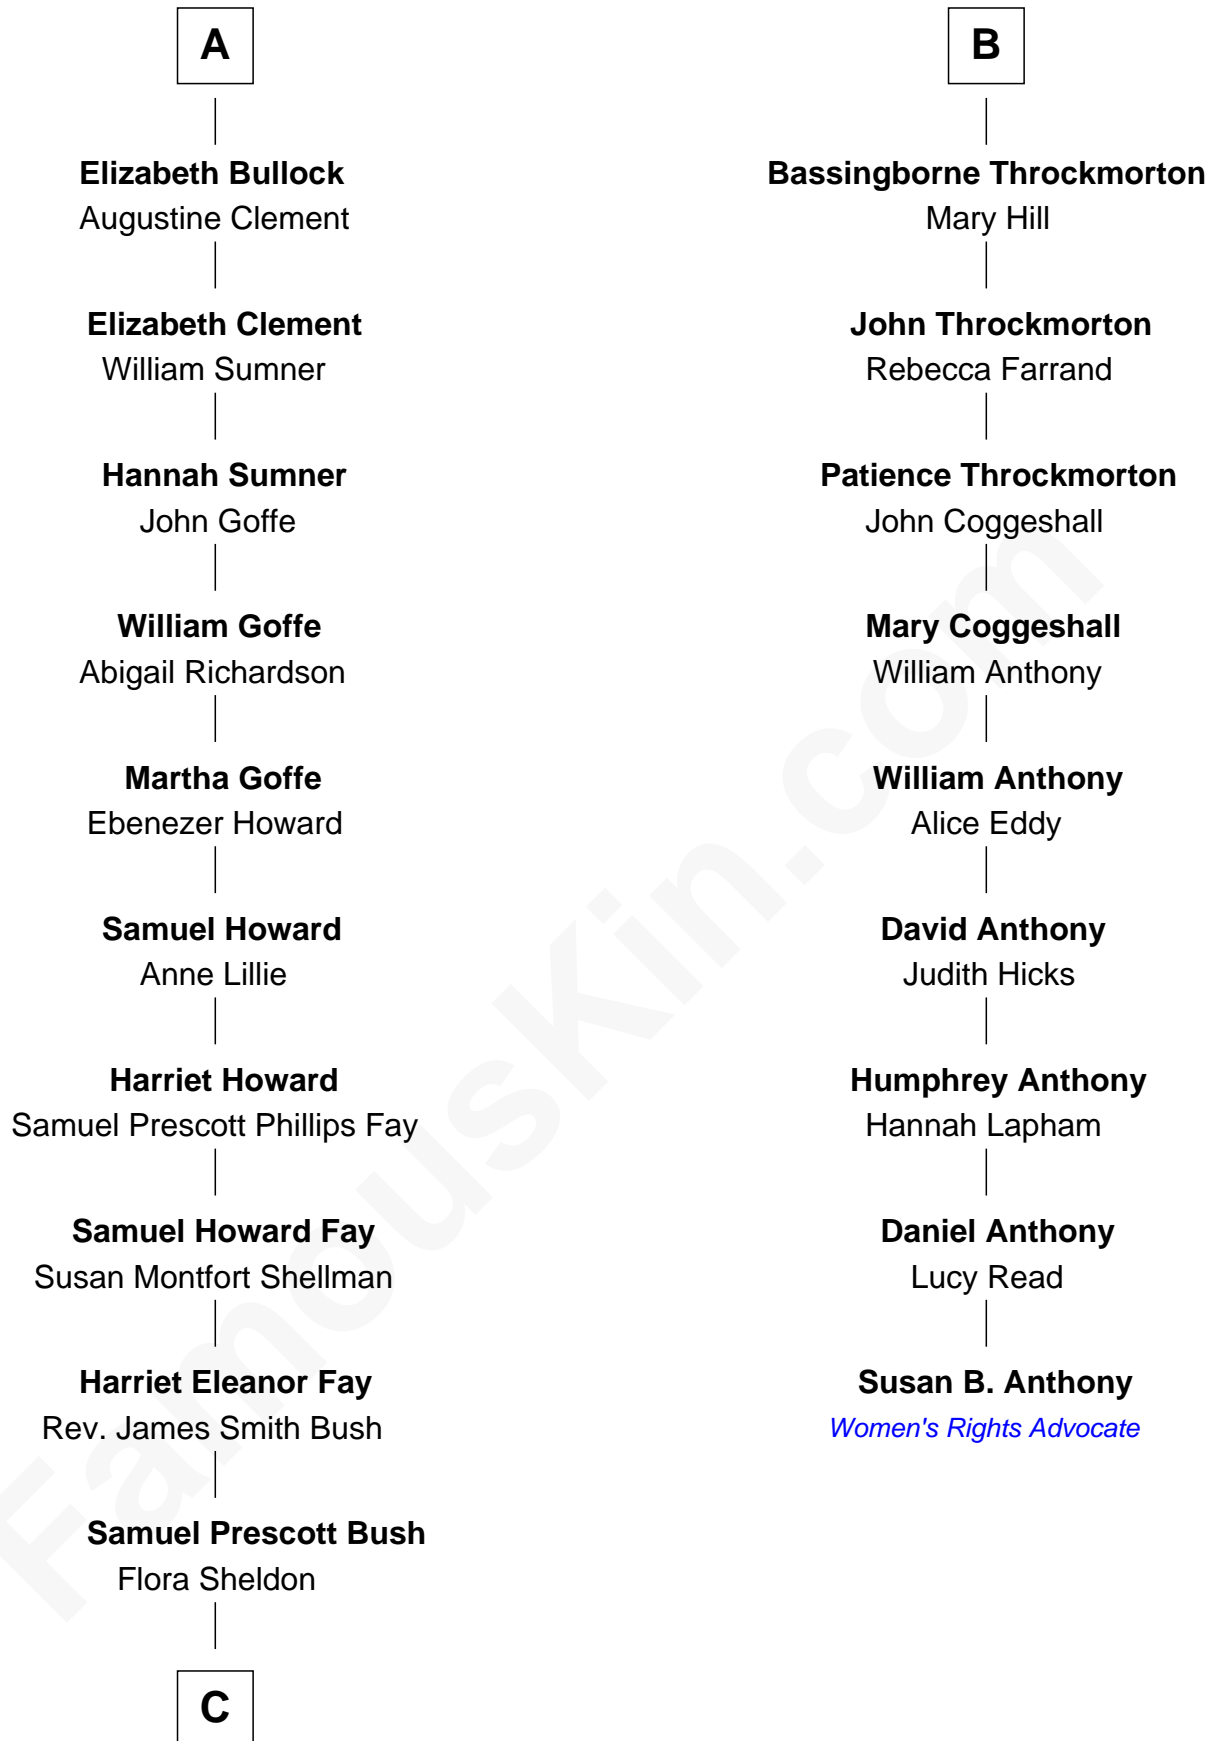 A
Elizabeth Bullock
Augustine Clement
Elizabeth Clement
William Sumner
Hannah Sumner
John Goffe
William Goffe
Abigail Richardson
Martha Goffe
Ebenezer Howard
Samuel Howard
Anne Lillie
Harriet Howard
Samuel Prescott Phillips Fay
Samuel Howard Fay
Susan Montfort Shellman
Harriet Eleanor Fay
Rev. James Smith Bush
Samuel Prescott Bush
Flora Sheldon
C
B
Bassingborne Throckmorton
Mary Hill
John Throckmorton
Rebecca Farrand
Patience Throckmorton
John Coggeshall
Mary Coggeshall
William Anthony
William Anthony
Alice Eddy
David Anthony
Judith Hicks
Humphrey Anthony
Hannah Lapham
Daniel Anthony
Lucy Read
Susan B. Anthony
Women's Rights Advocate
FamousKin.com